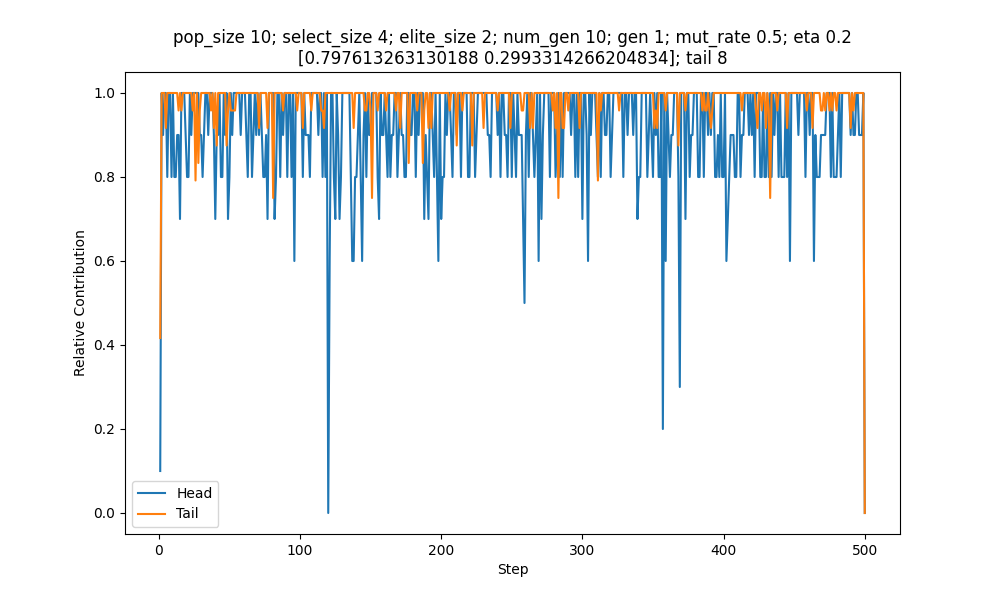 pop_size 10; select_size 4; elite_size 2; num_gen 10; gen 1; mut_rate 0.5; eta 0.2
[0.797613263130188 0.2993314266204834]; tail 8
1.0
0.8
0.6
0.4
0.2
0.0
Relative Contribution
Head
Tail
0
100
200
300
400
500
Step